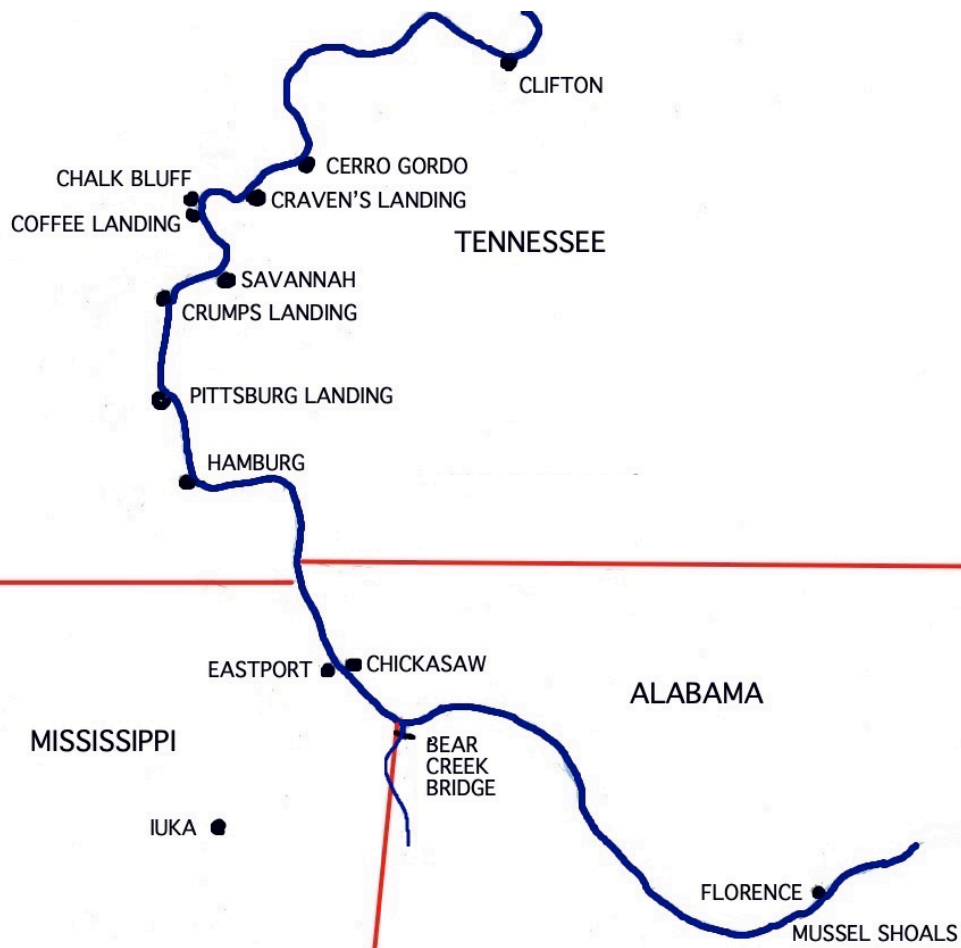 CLIFTON
CERRO GORDO
CHALK BLUFF
CRAVEN'S LANDING
COFFEE LANDING
TENNESSEE
SAVANNAH
CRUMPS LANDING
PITTSBURG LANDING
HAMBURG
EASTPORT
CHICKASAW
ALABAMA
MISSISSIPPI
BEAR
CREEK
BRIDGE
IUKA
FLORENCE
MUSSEL SHOALS